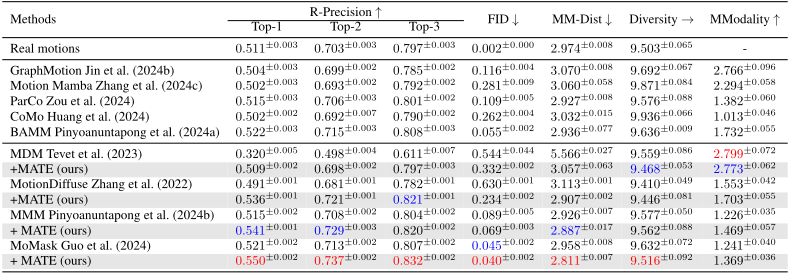 Methods R-Precision ↑ FID ↓ MM-Dist ↓ Diversity → MModality ↑
Top-1 Top-2 Top-3
Real motions 0.511±0.003 0.703±0.003 0.797±0.003 0.002±0.000 2.974±0.008 9.503±0.065 -
GraphMotion Jin et al. (2024b) 0.504±0.003 0.699±0.002 0.785±0.002 0.116±0.004 3.070±0.008 9.692±0.067 2.766±0.096
Motion Mamba Zhang et al. (2024c) 0.502±0.003 0.693±0.002 0.792±0.002 0.281±0.009 3.060±0.058 9.871±0.084 2.294±0.058
ParCo Zou et al. (2024) 0.515±0.003 0.706±0.003 0.801±0.002 0.109±0.005 2.927±0.008 9.576±0.088 1.382±0.060
CoMo Huang et al. (2024) 0.502±0.002 0.692±0.007 0.790±0.002 0.262±0.004 3.032±0.015 9.936±0.066 1.013±0.046
BAMM Pinyoanuntapong et al. (2024a) 0.522±0.003 0.715±0.003 0.808±0.003 0.055±0.002 2.936±0.077 9.636±0.009 1.732±0.055
MDM Tevet et al. (2023) 0.320±0.005 0.498±0.004 0.611±0.007 0.544±0.044 5.566±0.027 9.559±0.086 2.799±0.072
+MATE (ours) 0.509±0.002 0.698±0.002 0.797±0.003 0.332±0.002 3.057±0.063 9.468±0.053 2.773±0.062
MotionDiffuse Zhang et al. (2022) 0.491±0.001 0.681±0.001 0.782±0.001 0.630±0.001 3.113±0.001 9.410±0.049 1.553±0.042
+MATE (ours) 0.536±0.001 0.721±0.001 0.821±0.001 0.234±0.002 2.907±0.002 9.446±0.081 1.703±0.055
MMM Pinyoanuntapong et al. (2024b) 0.515±0.002 0.708±0.002 0.804±0.002 0.089±0.005 2.926±0.007 9.577±0.050 1.226±0.035
+ MATE (ours) 0.541±0.001 0.729±0.003 0.820±0.002 0.069±0.003 2.887±0.017 9.562±0.088 1.469±0.057
MoMask Guo et al. (2024) 0.521±0.002 0.713±0.002 0.807±0.002 0.045±0.002 2.958±0.008 9.632±0.072 1.241±0.040
+ MATE (ours) 0.550±0.002 0.737±0.002 0.832±0.002 0.040±0.002 2.811±0.007 9.516±0.092 1.369±0.036